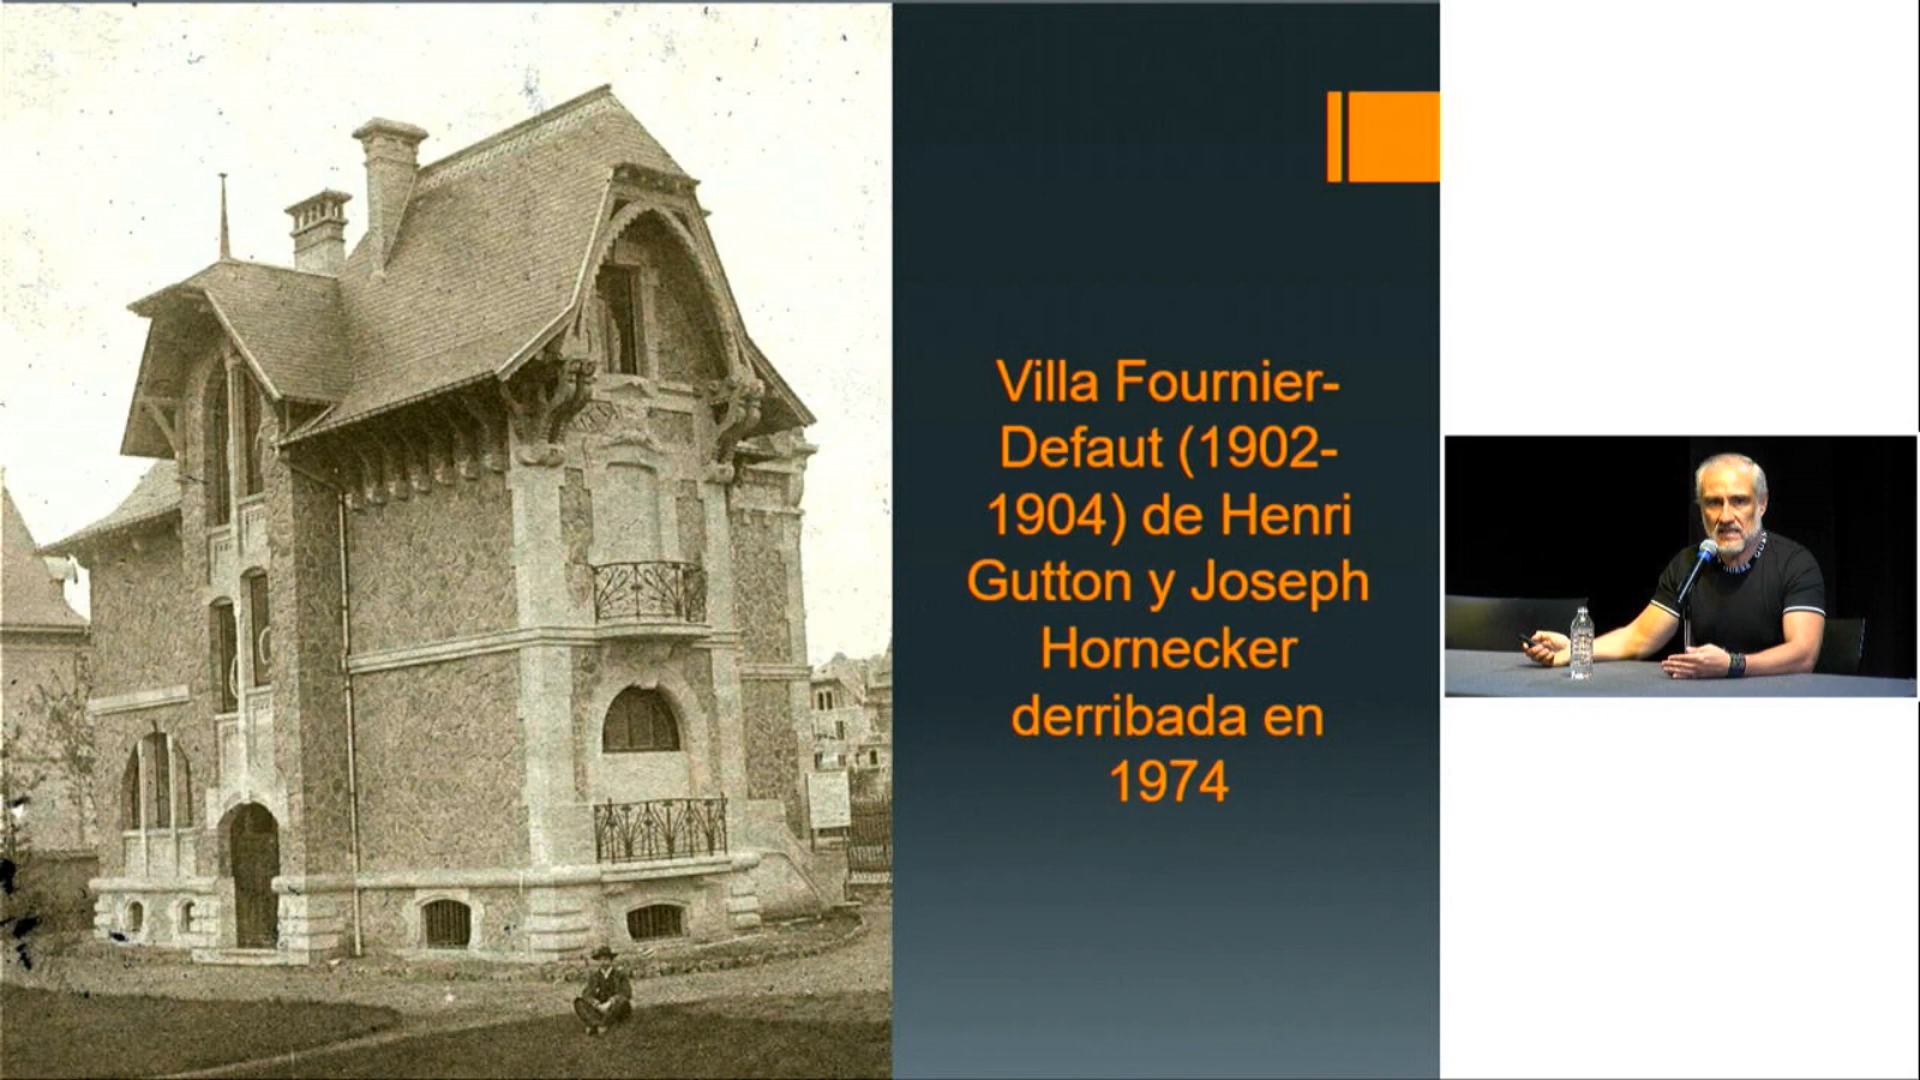 Villa Fournier-
Defaut (1902-
1904) de Henri
Gutton y Joseph
Hornecker
derribada en
1974